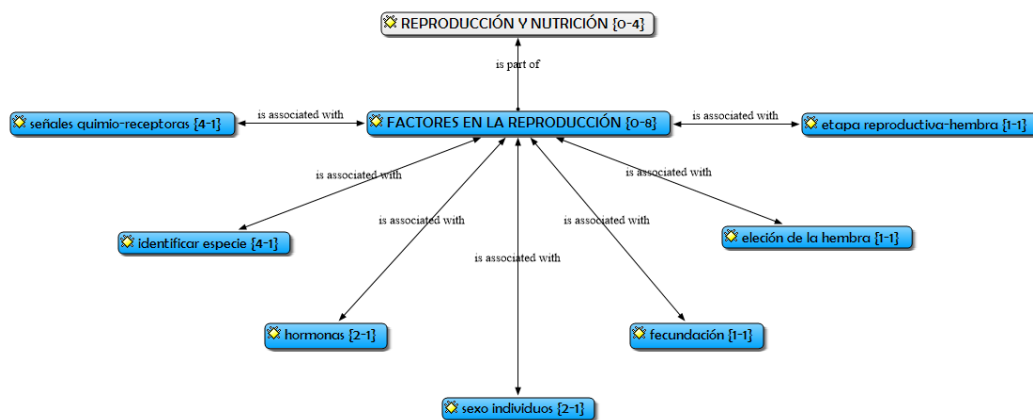 REPRODUCCIÓN Y NUTRICIÓN {0-4}
is part of
is associated with
is associated with
señales quimio-receptoras {4-1}
FACTORES EN LA REPRODUCCIÓN {0-8}
etapa reproductiva-hembra {1-1}
is associated with
is associated with
is associated with
is associated with
identificar especie {4-1}
eleción de la hembra {1-1}
is associated with
hormonas {2-1}
fecundación {1-1}
sexo individuos {2-1}